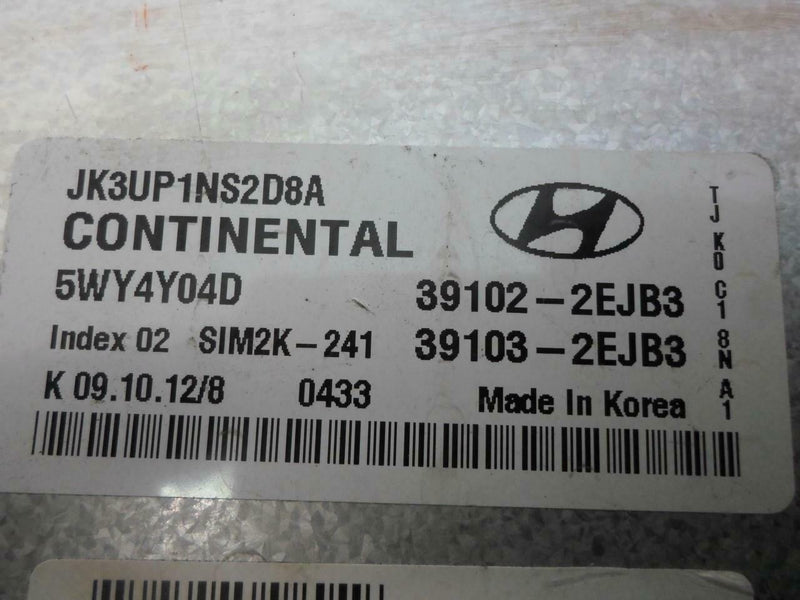 JK3UP1NS2D8A
CONTINENTAL
5WY4Y04D 39102-2EJB3
Index 02 SIM2K-241 39103-2EJB3
K 09.10.12/8 0433 Made In Korea
TJ K0 C1 8N A1